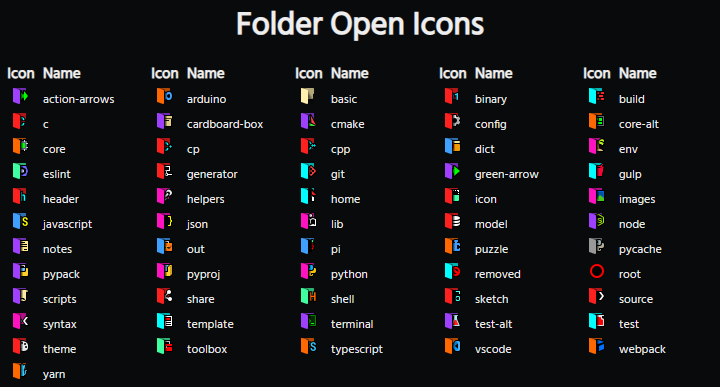 Folder Open Icons
Icon Name Icon Name Icon Name Icon Name Icon Name
action-arrows arduino basic binary build
c cardboard-box cmake config core-alt
core cp cpp dict env
eslint generator git green-arrow gulp
header helpers home icon images
javascript json lib model node
notes out pi puzzle pycache
pypack pyproj python removed root
scripts share shell sketch source
syntax template terminal test-alt test
theme toolbox typescript vscode webpack
yarn